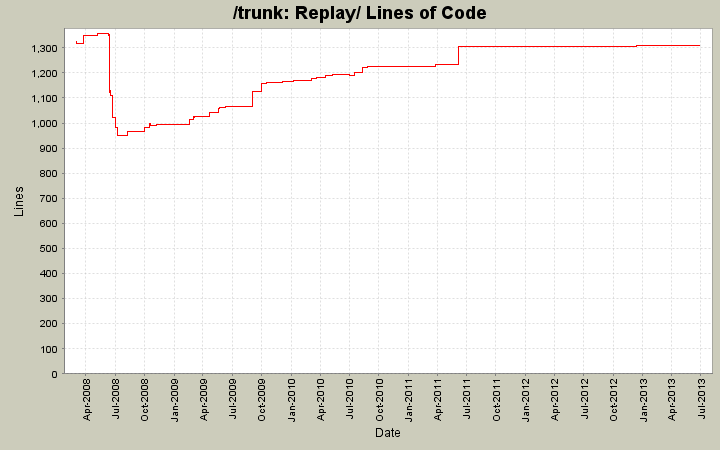 /trunk: Replay/ Lines of Code
Lines
1,300
1,200
1,100
1,000
900
800
700
600
500
400
300
200
100
0
Apr-2008
Jul-2008
Oct-2008
Jan-2009
Apr-2009
Jul-2009
Oct-2009
Jan-2010
Apr-2010
Jul-2010
Oct-2010
Jan-2011
Apr-2011
Jul-2011
Oct-2011
Jan-2012
Apr-2012
Jul-2012
Oct-2012
Jan-2013
Apr-2013
Jul-2013
Date